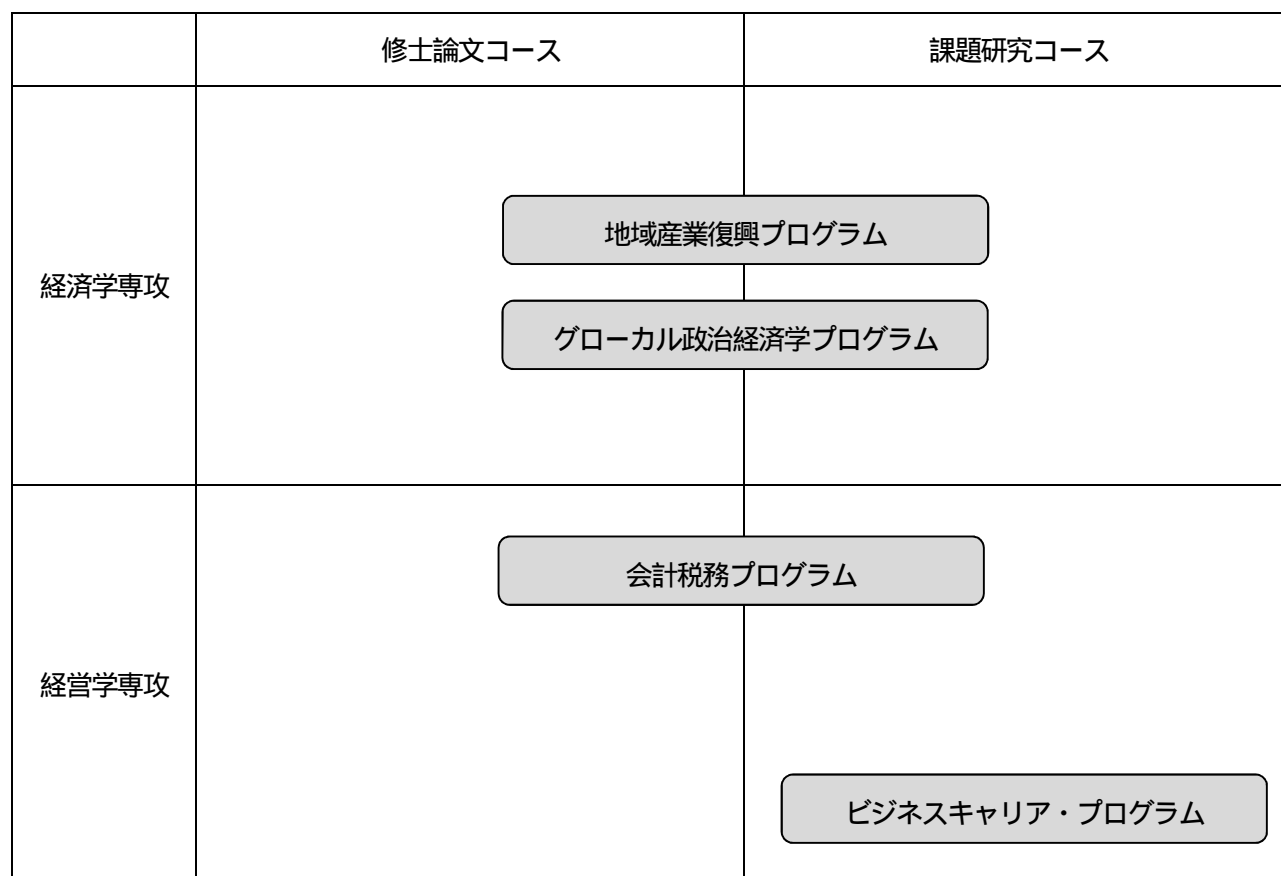 修士論文コース
課題研究コース
経済学専攻
地域産業復興プログラム
グローカル政治経済学プログラム
経営学専攻
会計税務プログラム
ビジネスキャリア・プログラム